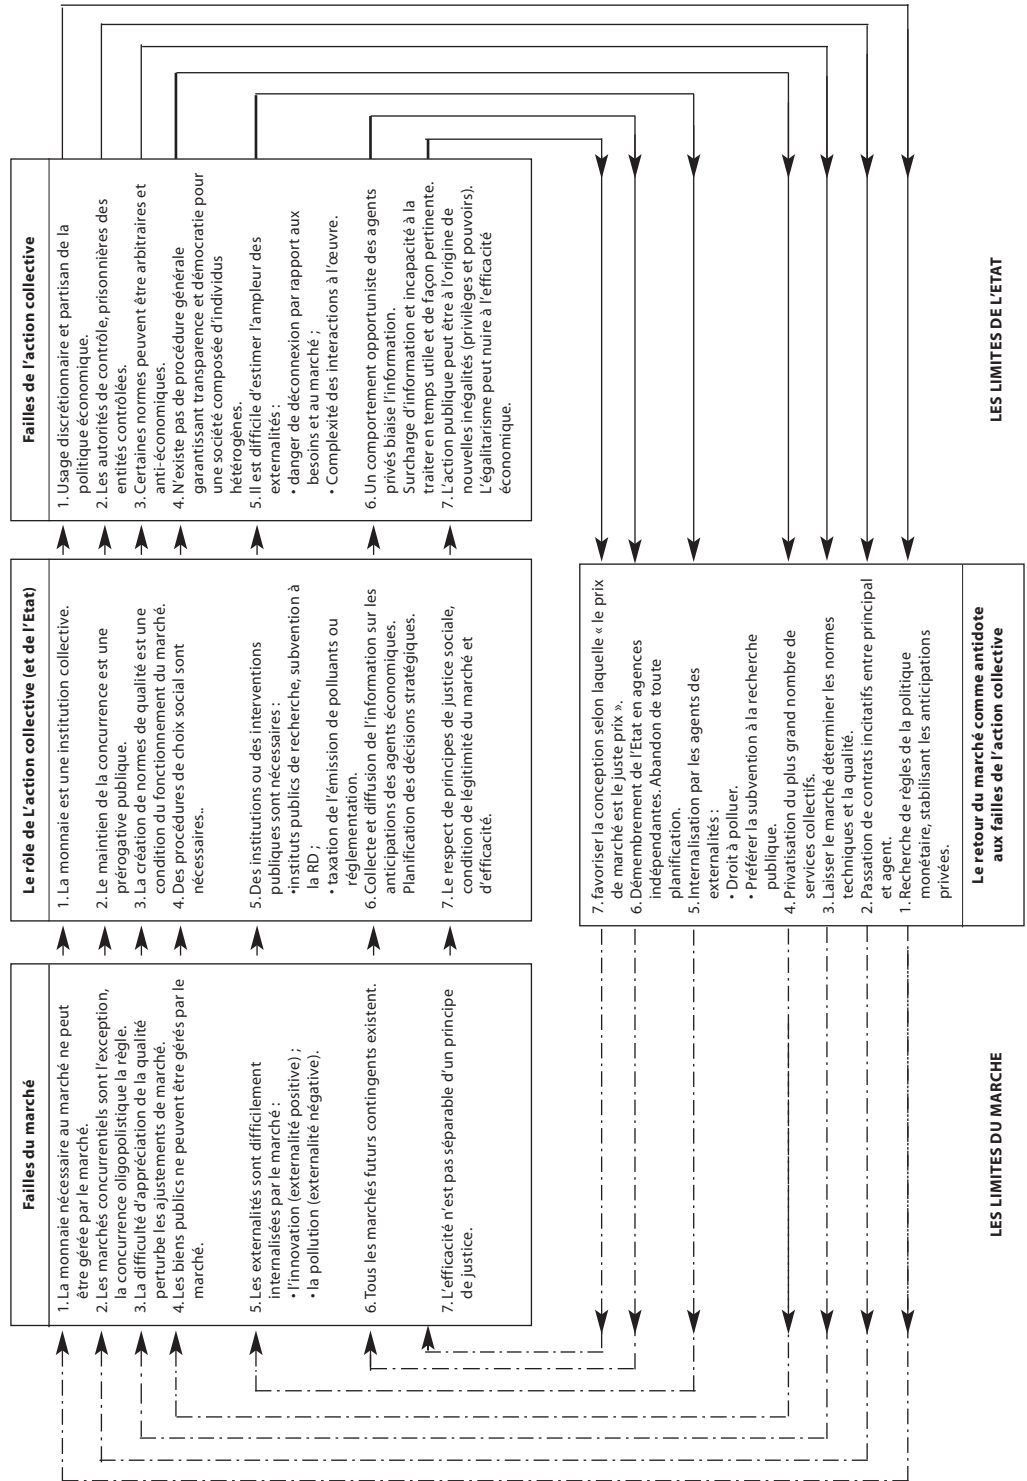 Failles du marché
1. La monnaie nécessaire au marché ne peut
être gérée par le marché.
2. Les marchés concurrentiels sont l'exception,
la concurrence oligopolistique la règle.
3. La difficulté d'appréciation de la qualité
perturbe les ajustements de marché.
4. Les biens publics ne peuvent être gérés par le
marché.
5. Les externalités sont difficilement
internalisées par le marché :
• l'innovation (externalité positive) ;
• la pollution (externalité négative).
6. Tous les marchés futurs contingents existent.
7. L'efficacité n'est pas séparable d'un principe
de justice.
Le rôle de L'action collective (et de l'Etat)
1. La monnaie est une institution collective.
2. Le maintien de la concurrence est une
prérogative publique.
3. La création de normes de qualité est une
condition du fonctionnement du marché.
4. Des procédures de choix social sont
nécessaires..
5. Des institutions ou des interventions
publiques sont nécessaires :
•instituts publics de recherche, subvention à
la RD ;
• taxation de l'émission de polluants ou
réglementation.
6. Collecte et diffusion de l'information sur les
anticipations des agents économiques.
Planification des décisions stratégiques.
7. Le respect de principes de justice sociale,
condition de légitimité du marché et
d'efficacité.
Failles de l'action collective
1. Usage discrétionnaire et partisan de la
politique économique.
2. Les autorités de contrôle, prisonnières des
entités contrôlées.
3. Certaines normes peuvent être arbitraires et
anti-économiques.
4. N'existe pas de procédure générale
garantissant transparence et démocratie pour
une société composée d'individus
hétérogènes.
5. Il est difficile d'estimer l'ampleur des
externalités :
• danger de déconnexion par rapport aux
besoins et au marché ;
• Complexité des interactions à l'œuvre.
6. Un comportement opportuniste des agents
privés biaise l'information.
Surcharge d'information et incapacité à la
traiter en temps utile et de façon pertinente.
7. L'action publique peut être à l'origine de
nouvelles inégalités (privilèges et pouvoirs).
L'égalitarisme peut nuire à l'efficacité
économique.
7. favoriser la conception selon laquelle « le prix
de marché est le juste prix ».
6. Démembrement de l'Etat en agences
indépendantes. Abandon de toute
planification.
5. Internalisation par les agents des
externalités :
• Droit à polluer.
• Préférer la subvention à la recherche
publique.
4. Privatisation du plus grand nombre de
services collectifs.
3. Laisser le marché déterminer les normes
techniques et la qualité.
2. Passation de contrats incitatifs entre principal
et agent.
1. Recherche de règles de la politique
monétaire, stabilisant les anticipations
privées.
Le retour du marché comme antidote
aux failles de l'action collective
LES LIMITES DU MARCHE
LES LIMITES DE L'ETAT